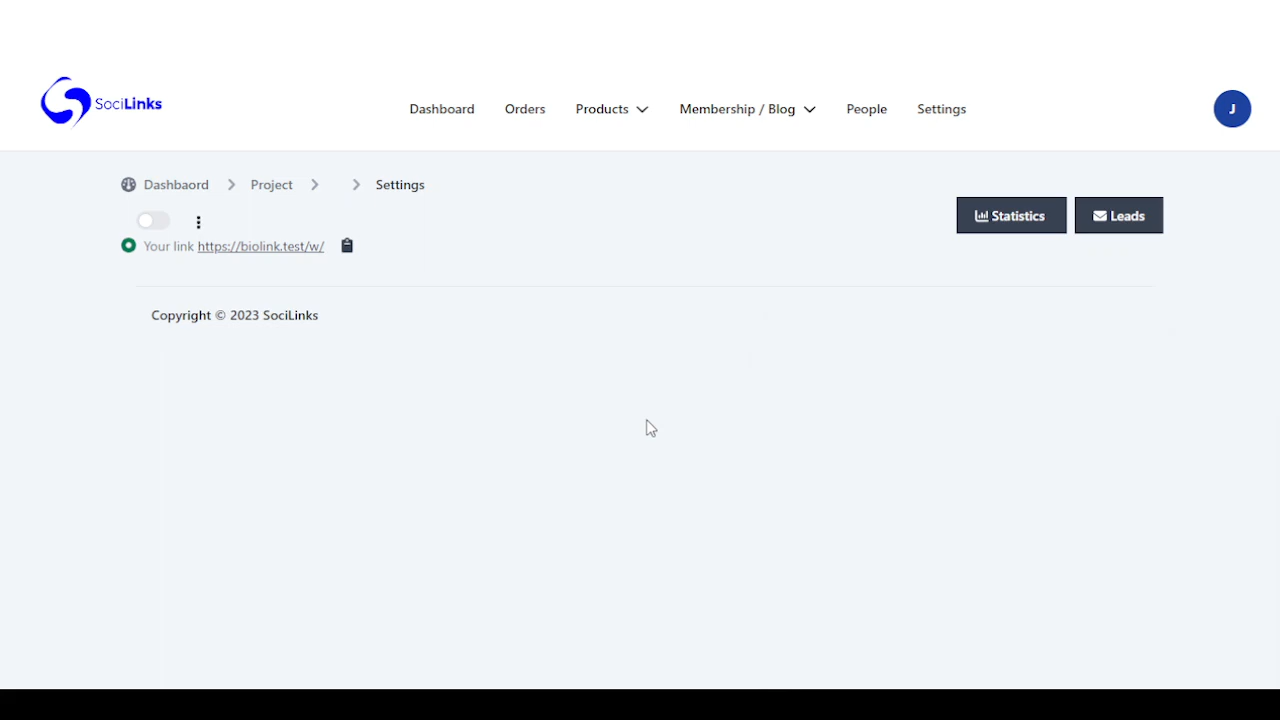 SociLinks
Dashboard Orders Products Membership / Blog People Settings
J
Dashbaord Project Settings
Statistics Leads
Your link https://biolink.test/w/
Copyright © 2023 SociLinks